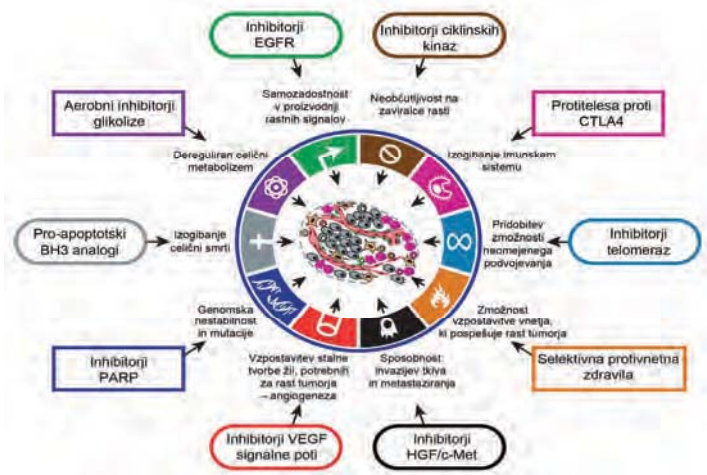 Inhibitorji
EGFR
Inhibitorji ciklinskih
kinaz
Aerobni inhibitorji
glikolize
Samozadostnost
v proizvodnji
rastnih signalov
Neobčutljivost na
zaviralce rasti
Protitelesa proti
CTLA4
Dereguliran celični
metabolizem
Izogibanje imunskem
sistemu
Pro-apoptotski
BH3 analogi
Izogibanje
celični smrti
Pridobitev
zmožnosti
neomejenega
podvojevanja
Inhibitorji
telomeraz
Genomska
nestabilnost
in mutacije
Zmožnost
vzpostavitve vnetja,
ki pospešuje rast tumorja
Inhibitorji
PARP
Vzpostavitev stalne
tvorbe žil, potrebnih
za rast tumorja
– angiogeneza
Sposobnost
invazijev tkiva
in metastaziranja
Selektivna protivnetna
zdravila
Inhibitorji VEGF
signalne poti
Inhibitorji
HGF/c-Met